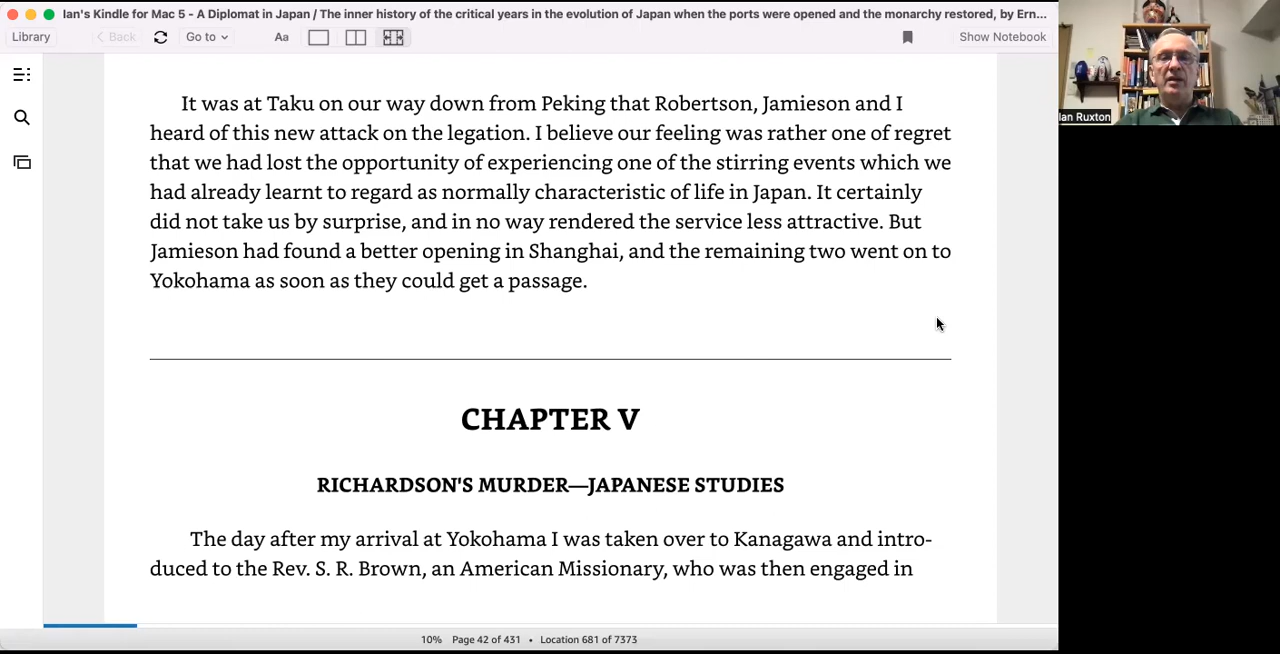 Ian's Kindle for Mac 5 - A Diplomat in Japan / The inner history of the critical years in the evolution of Japan when the ports were opened and the monarchy restored, by Ern...
Library
Back
Go to
Aa
Show Notebook
It was at Taku on our way down from Peking that Robertson, Jamieson and I
heard of this new attack on the legation. I believe our feeling was rather one of regret
that we had lost the opportunity of experiencing one of the stirring events which we
had already learnt to regard as normally characteristic of life in Japan. It certainly
did not take us by surprise, and in no way rendered the service less attractive. But
Jamieson had found a better opening in Shanghai, and the remaining two went on to
Yokohama as soon as they could get a passage.
CHAPTER V
RICHARDSON'S MURDER—JAPANESE STUDIES
The day after my arrival at Yokohama I was taken over to Kanagawa and intro-
duced to the Rev. S. R. Brown, an American Missionary, who was then engaged in
10% Page 42 of 431 • Location 681 of 7373
Ian Ruxton